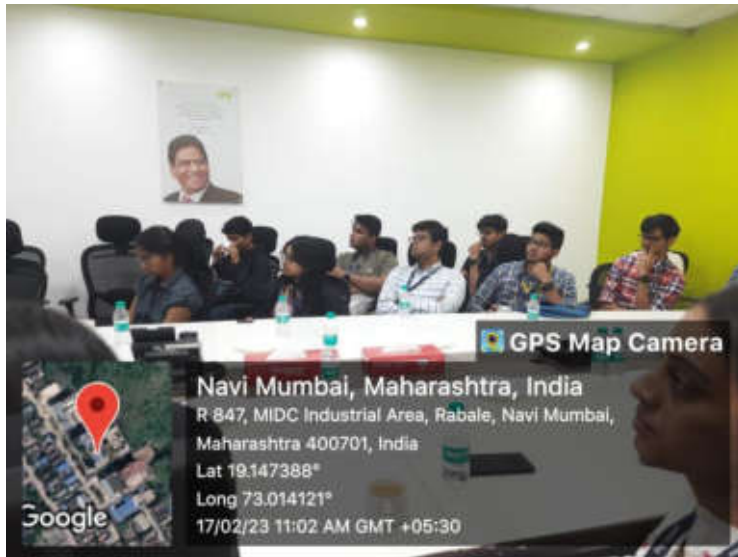 GPS Map Camera
Navi Mumbai, Maharashtra, India
R 847, MIDC Industrial Area, Rabale, Navi Mumbai,
Maharashtra 400701, India
Lat 19.147388°
Long 73.014121°
17/02/23 11:02 AM GMT +05:30
Google